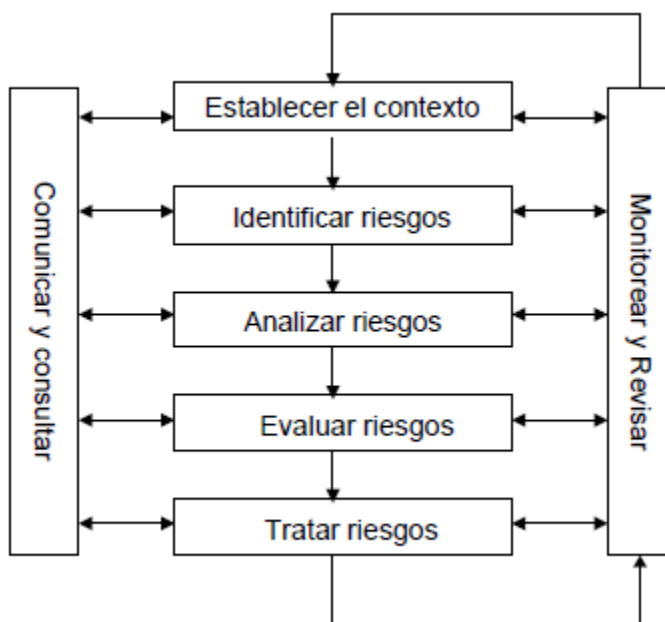 Establecer el contexto
Comunicar y consultar
Identificar riesgos
Analizar riesgos
Evaluar riesgos
Tratar riesgos
Monitorear y Revisar